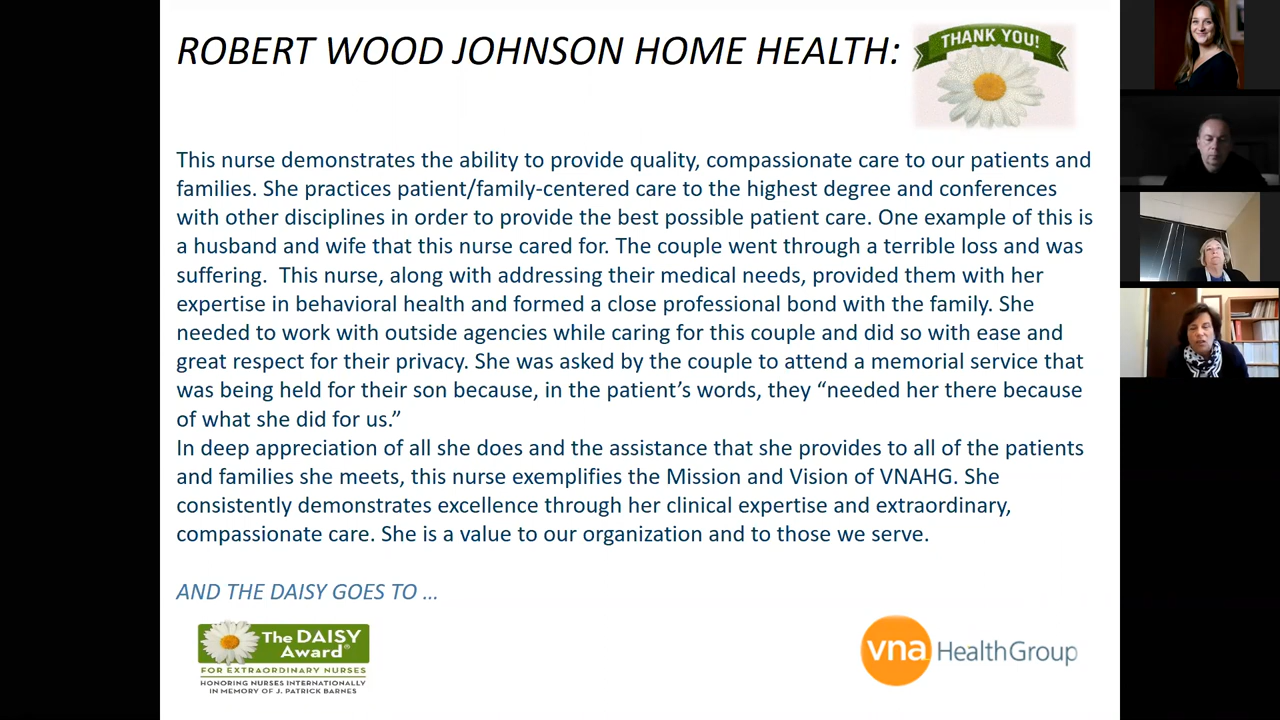 ROBERT WOOD JOHNSON HOME HEALTH:
THANK YOU!
This nurse demonstrates the ability to provide quality, compassionate care to our patients and
families. She practices patient/family-centered care to the highest degree and conferences
with other disciplines in order to provide the best possible patient care. One example of this is
a husband and wife that this nurse cared for. The couple went through a terrible loss and was
suffering.  This nurse, along with addressing their medical needs, provided them with her
expertise in behavioral health and formed a close professional bond with the family. She
needed to work with outside agencies while caring for this couple and did so with ease and
great respect for their privacy. She was asked by the couple to attend a memorial service that
was being held for their son because, in the patient’s words, they “needed her there because
of what she did for us.”
In deep appreciation of all she does and the assistance that she provides to all of the patients
and families she meets, this nurse exemplifies the Mission and Vision of VNAHG. She
consistently demonstrates excellence through her clinical expertise and extraordinary,
compassionate care. She is a value to our organization and to those we serve.
AND THE DAISY GOES TO …
The DAISY
Award®
FOR EXTRAORDINARY NURSES
HONORING NURSES INTERNATIONALLY
IN MEMORY OF J. PATRICK BARNES
vna HealthGroup